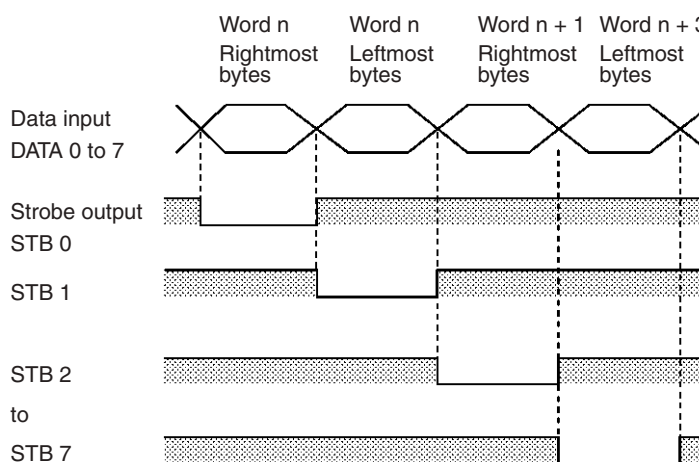 Word n Word n Word n + 1 Word n + 3
Rightmost Leftmost Rightmost Leftmost
bytes bytes bytes bytes
Data input
DATA 0 to 7
Strobe output
STB 0
STB 1
STB 2
to
STB 7